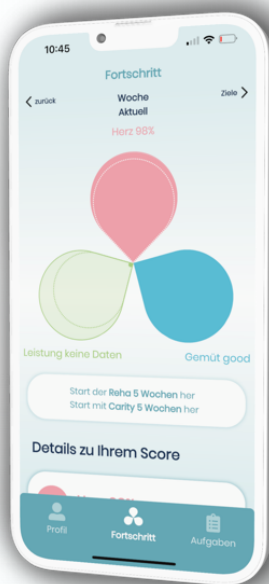 10:45
Fortschritt
zurück
Woche
Ziele
Aktuell
Herz 98%
Leistung keine Daten
Gemüt good
Start der Reha 5 Wochen her
Start mit Carity 5 Wochen her
Details zu Ihrem Score
Profil
Fortschritt
Aufgaben